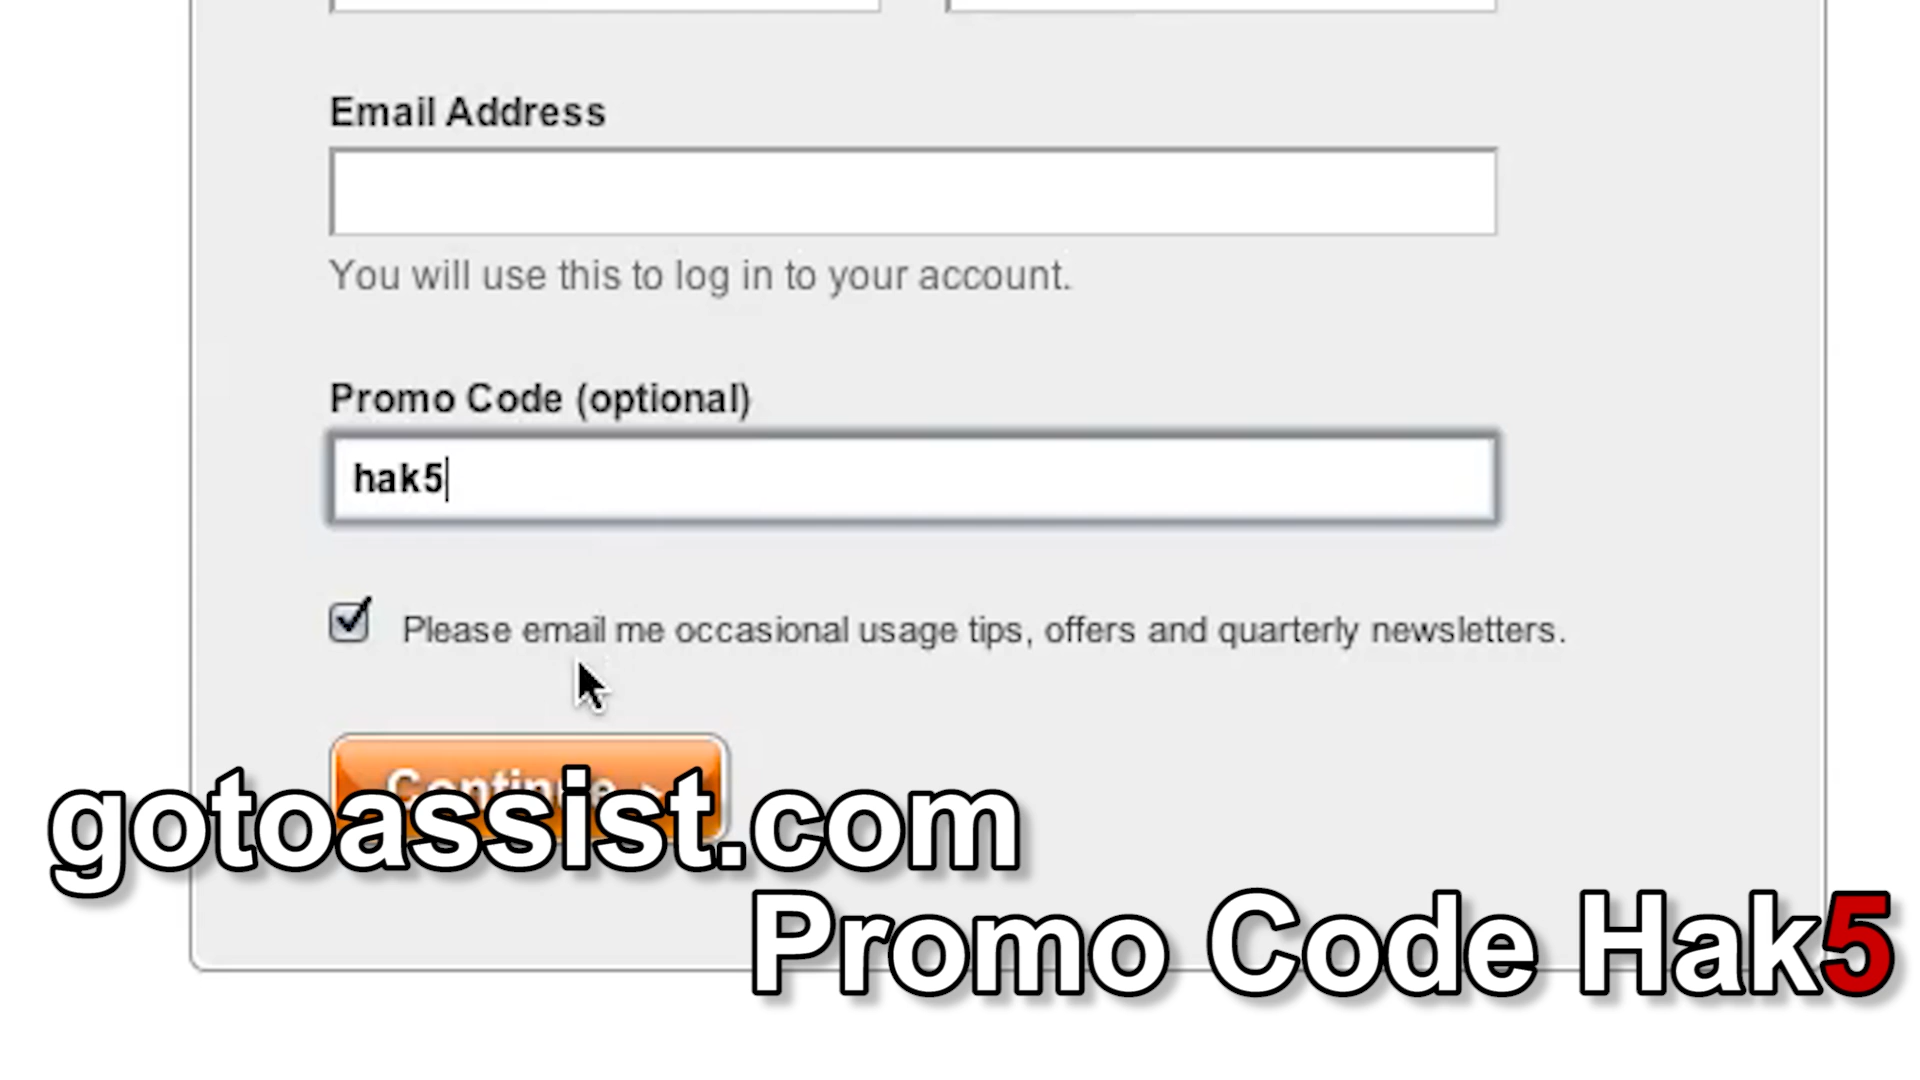 Email Address
You will use this to log in to your account.
Promo Code (optional)
hak5
Please email me occasional usage tips, offers and quarterly newsletters.
Continue
gotoassist.com
Promo Code Hak5